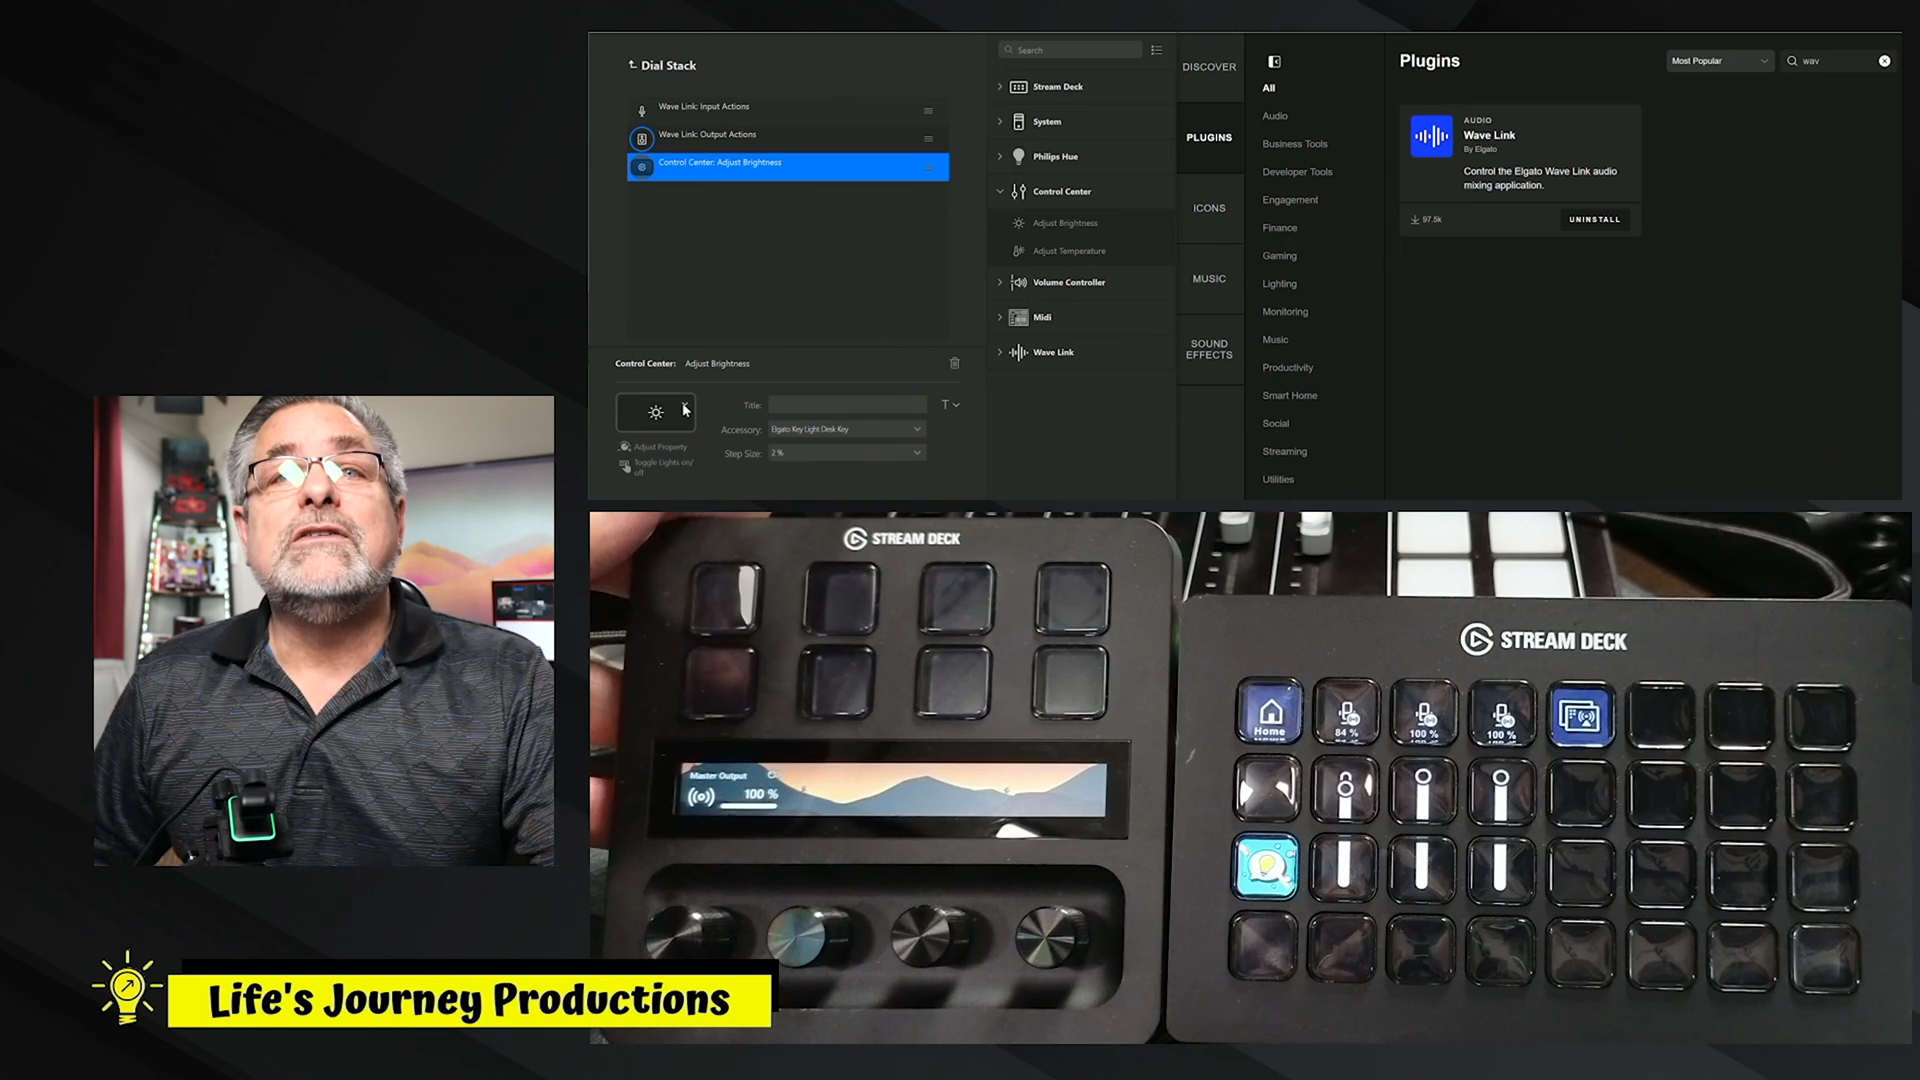 Dial Stack
Wave Link: Input Actions
Wave Link: Output Actions
Control Center: Adjust Brightness
Control Center: Adjust Brightness
Title:
Accessory: Elgato Key Light Desk Key
Step Size: 2 %
Adjust Property
Toggle Lights on/
off
Search
Stream Deck
System
Philips Hue
Control Center
Adjust Brightness
Adjust Temperature
Volume Controller
Midi
Wave Link
DISCOVER
PLUGINS
ICONS
MUSIC
SOUND
EFFECTS
All
Audio
Business Tools
Developer Tools
Engagement
Finance
Gaming
Lighting
Monitoring
Music
Productivity
Smart Home
Social
Streaming
Utilities
Plugins
Most Popular
wav
AUDIO
Wave Link
By Elgato
Control the Elgato Wave Link audio
mixing application.
97.5k
UNINSTALL
STREAM DECK
Master Output
100 %
STREAM DECK
Home
84 %
100 %
100 %
Life's Journey Productions